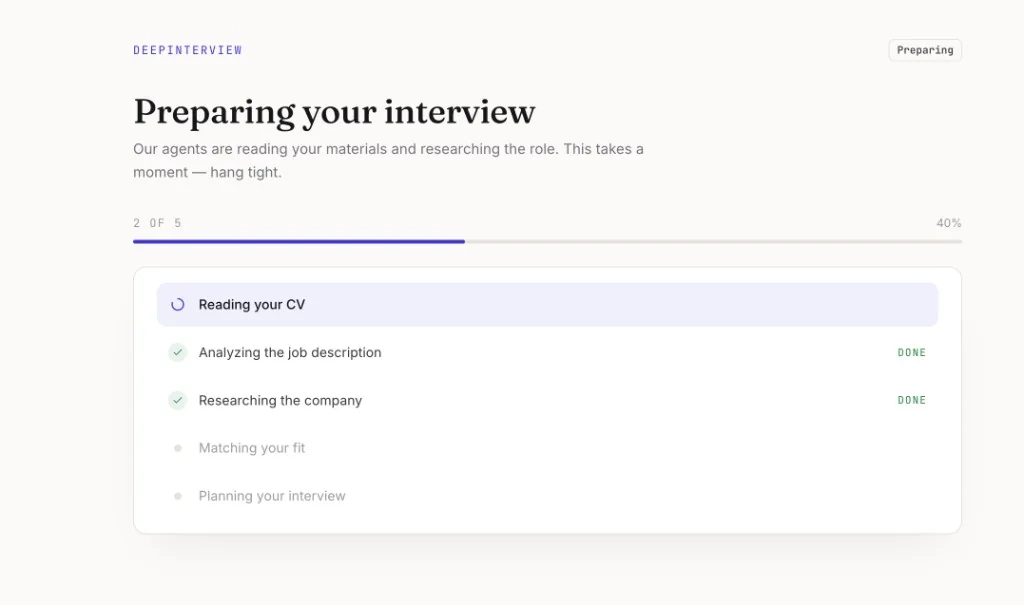 DEEPINTERVIEW
Preparing
Preparing your interview
Our agents are reading your materials and researching the role. This takes a
moment — hang tight.
2 OF 5
40%
Reading your CV
Analyzing the job description
DONE
Researching the company
DONE
Matching your fit
Planning your interview